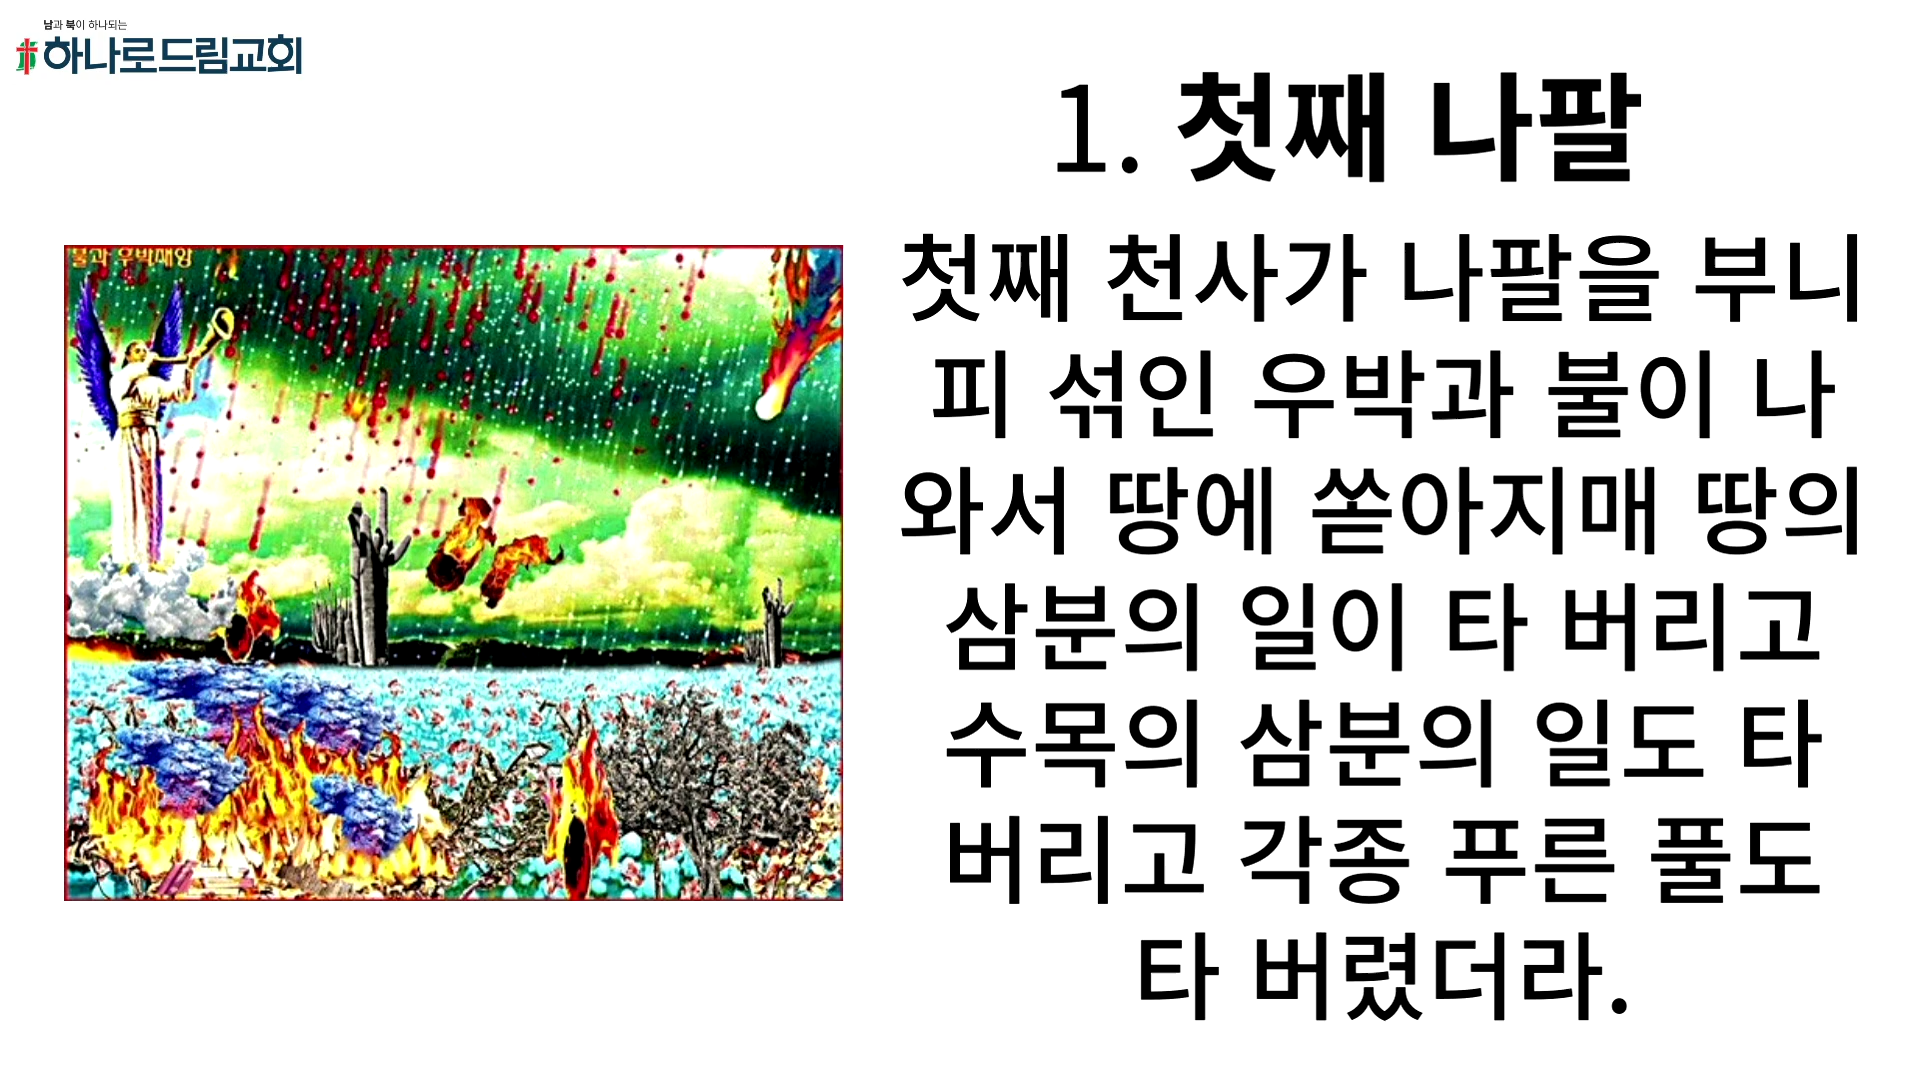 남과 북이 하나되는
하나로드림교회
1. 첫째 나팔
불과 우박재앙
첫째 천사가 나팔을 부니
피 섞인 우박과 불이 나
와서 땅에 쏟아지매 땅의
삼분의 일이 타 버리고
수목의 삼분의 일도 타
버리고 각종 푸른 풀도
타 버렸더라.